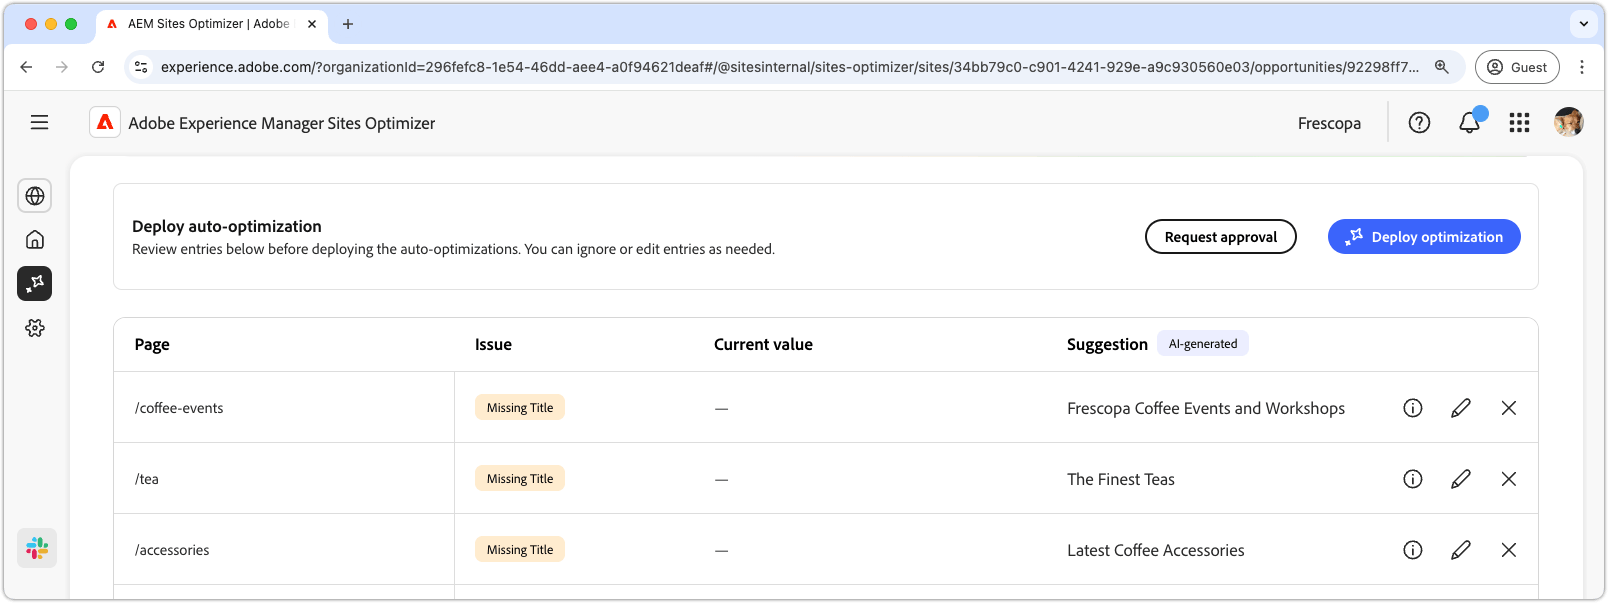 AEM Sites Optimizer | Adobe
experience.adobe.com/?organizationId=296fefc8-1e54-46dd-aee4-a0f94621deaf#/@sitesinternal/sites-optimizer/sites/34bb79c0-c901-4241-929e-a9c930560e03/opportunities/92298ff7...
Guest
Adobe Experience Manager Sites Optimizer
Frescopa
Deploy auto-optimization
Review entries below before deploying the auto-optimizations. You can ignore or edit entries as needed.
Request approval
Deploy optimization
Page Issue Current value Suggestion AI-generated
/coffee-events Missing Title — Frescopa Coffee Events and Workshops
/tea Missing Title — The Finest Teas
/accessories Missing Title — Latest Coffee Accessories